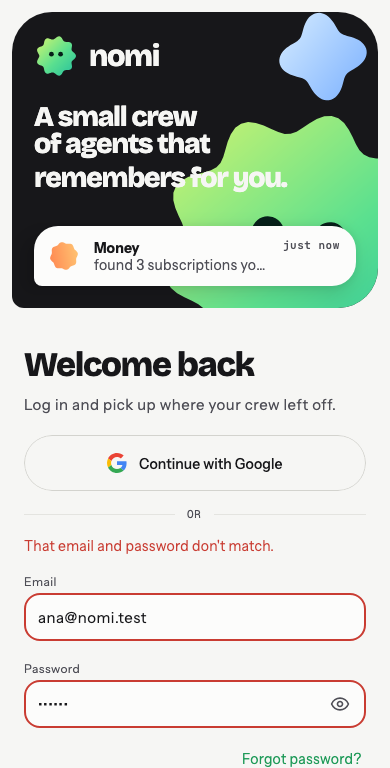 nomi
A small crew
of agents that
remembers for you.
Money
just now
found 3 subscriptions yo...
Welcome back
Log in and pick up where your crew left off.
Continue with Google
OR
That email and password don't match.
Email
ana@nomi.test
Password
••••••
Forgot password?